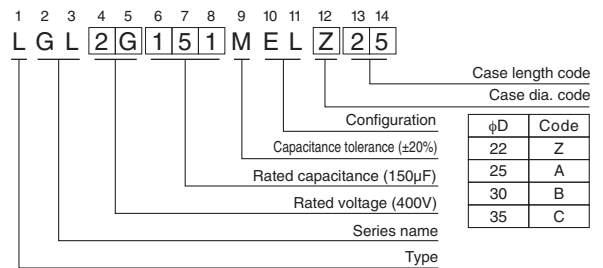 1 2 3 4 5 6 7 8 9 10 11 12 13 14
L G L 2 G 1 5 1 M E L Z 2 5
Case length code
Case dia. code
Configuration
Capacitance tolerance (±20%)
Rated capacitance (150µF)
Rated voltage (400V)
Series name
Type
ϕD Code
22 Z
25 A
30 B
35 C